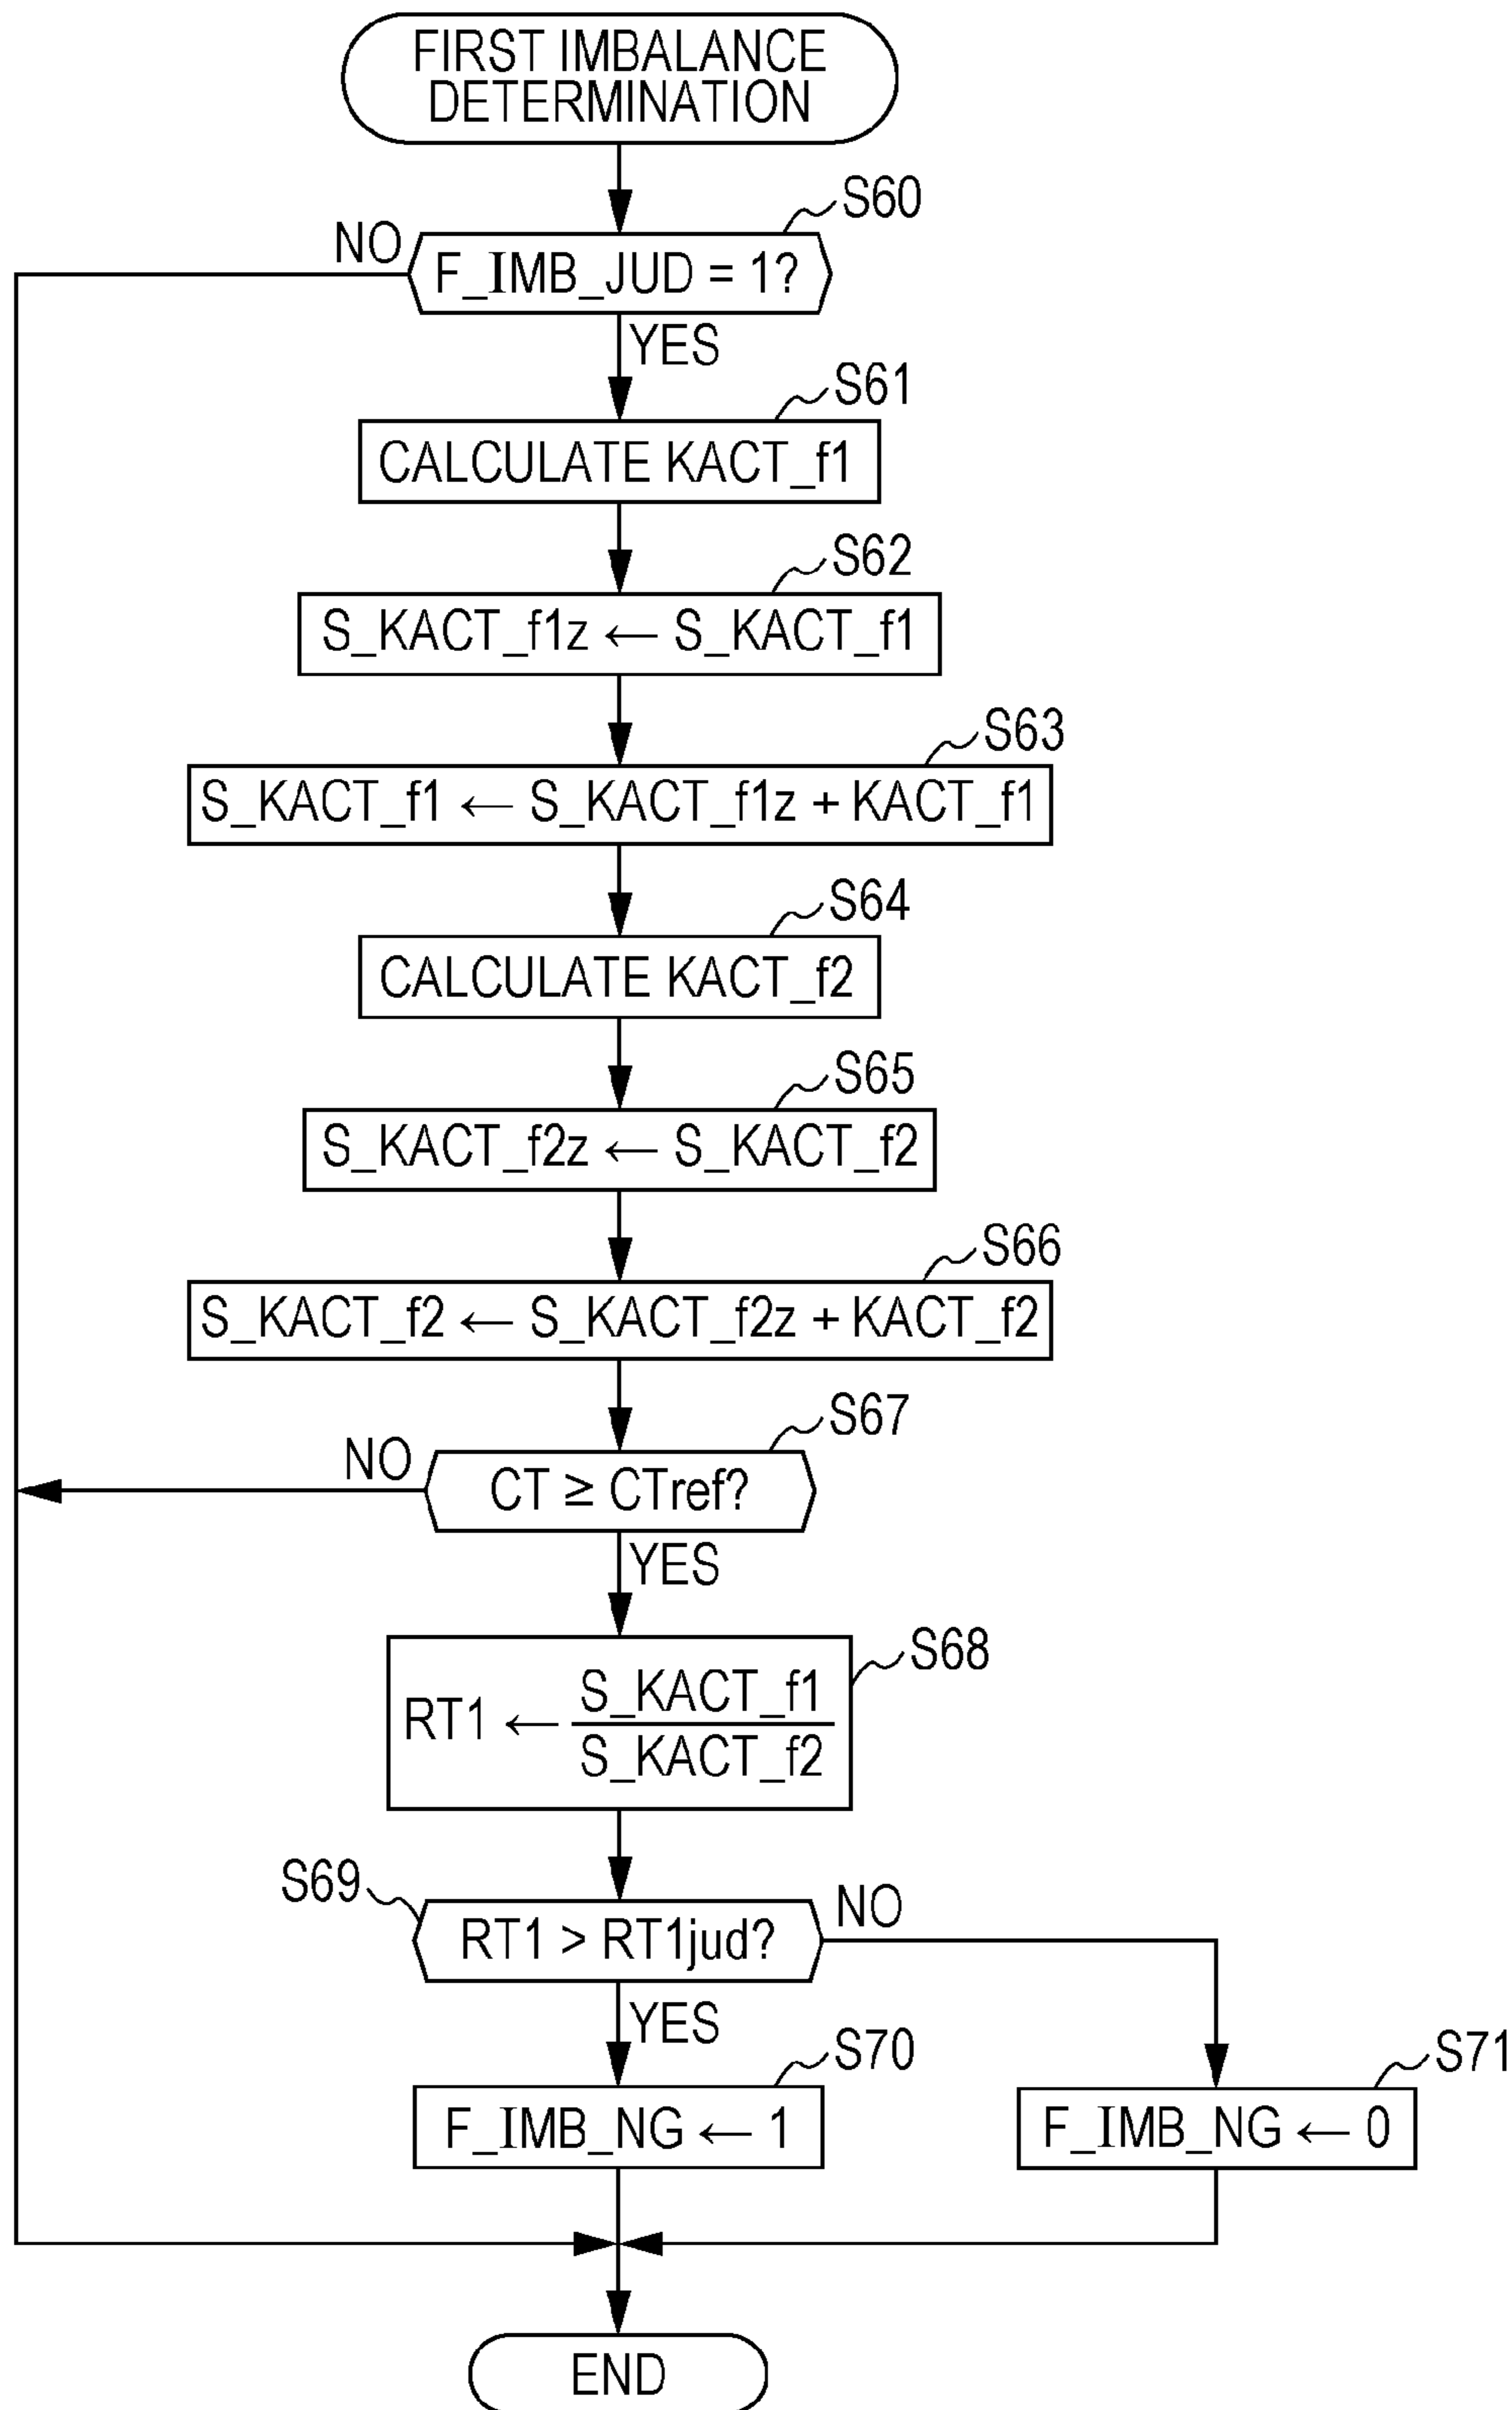 FIRST IMBALANCE
DETERMINATION
S60
NO
F_IMB_JUD = 1?
YES
S61
CALCULATE KACT_f1
S62
S_KACT_f1z ← S_KACT_f1
S63
S_KACT_f1 ← S_KACT_f1z + KACT_f1
S64
CALCULATE KACT_f2
S65
S_KACT_f2z ← S_KACT_f2
S66
S_KACT_f2 ← S_KACT_f2z + KACT_f2
S67
NO
CT ≥ CTref?
YES
S68
S_KACT_f1
RT1 ←
S_KACT_f2
S69
NO
RT1 > RT1jud?
YES
S70
S71
F_IMB_NG ← 1
F_IMB_NG ← 0
END